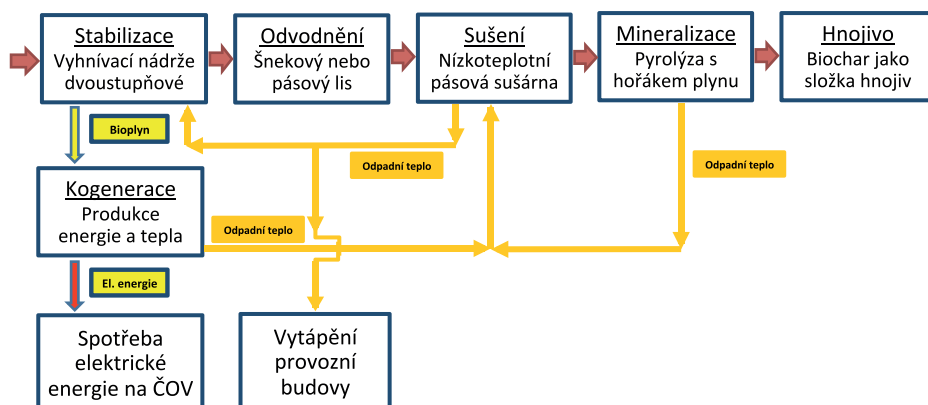 Stabilizace
Vyhnívací nádrže
dvoustupňové
Odvodnění
Šnekový nebo
pásový lis
Sušení
Nízkoteplotní
pásová sušárna
Mineralizace
Pyrolýza s
hořákem plynu
Hnojivo
Biochar jako
složka hnojiv
Bioplyn
Odpadní teplo
Odpadní teplo
Kogenerace
Produkce
energie a tepla
Odpadní teplo
El. energie
Spotřeba
elektrické
energie na ČOV
Vytápění
provozní
budovy